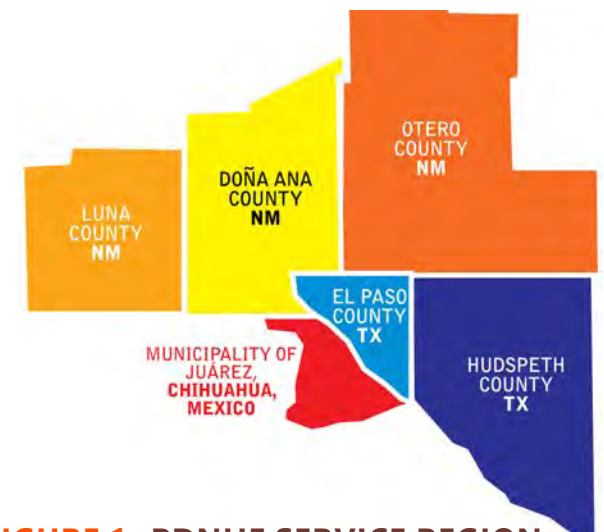 OTERO
COUNTY
NM
DOÑA ANA
COUNTY
NM
LUNA
COUNTY
NM
EL PASO
COUNTY
TX
MUNICIPALITY OF
JUÁREZ,
CHIHUAHUA,
MEXICO
HUDSPETH
COUNTY
TX